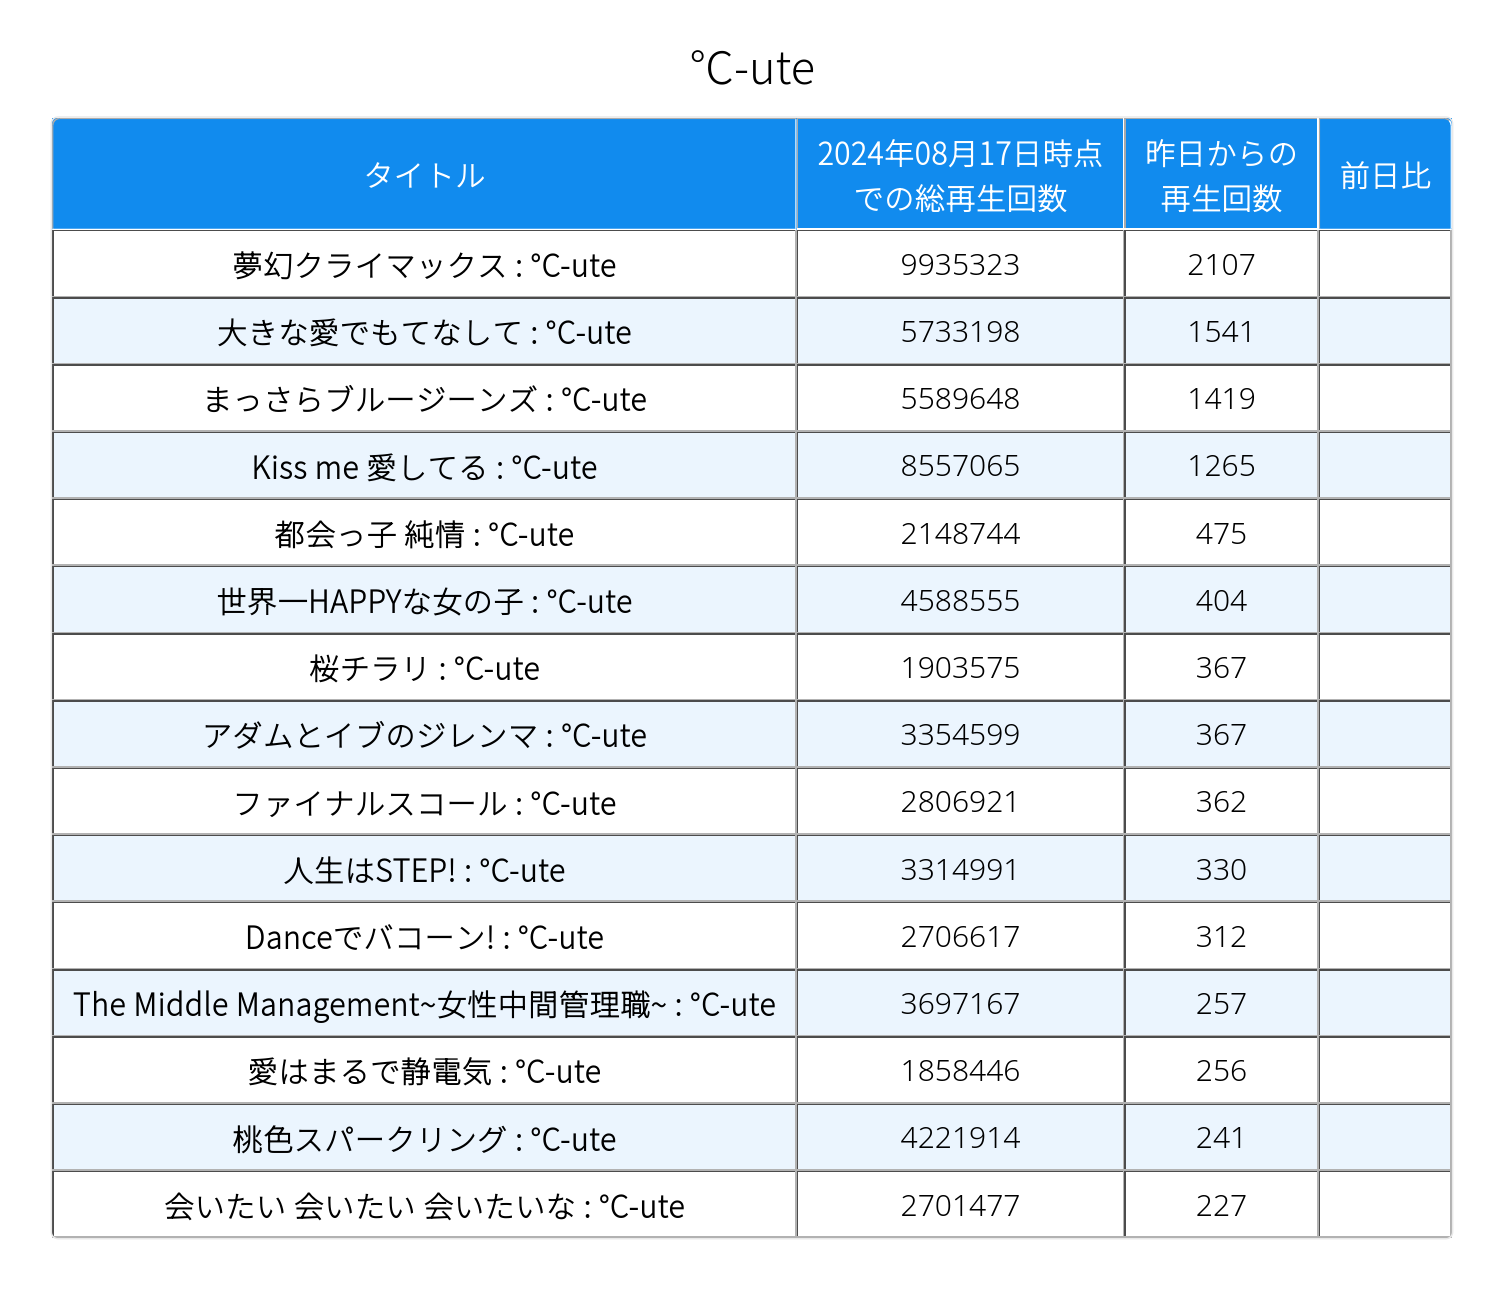 ℃-ute
タイトル
2024年08月17日時点
での総再生回数
昨日からの
再生回数
前日比
夢幻クライマックス : ℃-ute 9935323 2107
大きな愛でもてなして : ℃-ute 5733198 1541
まっさらブルージーンズ : ℃-ute 5589648 1419
Kiss me 愛してる : ℃-ute 8557065 1265
都会っ子 純情 : ℃-ute 2148744 475
世界一HAPPYな女の子 : ℃-ute 4588555 404
桜チラリ : ℃-ute 1903575 367
アダムとイブのジレンマ : ℃-ute 3354599 367
ファイナルスコール : ℃-ute 2806921 362
人生はSTEP! : ℃-ute 3314991 330
Danceでバコーン! : ℃-ute 2706617 312
The Middle Management~女性中間管理職~ : ℃-ute 3697167 257
愛はまるで静電気 : ℃-ute 1858446 256
桃色スパークリング : ℃-ute 4221914 241
会いたい 会いたい 会いたいな : ℃-ute 2701477 227